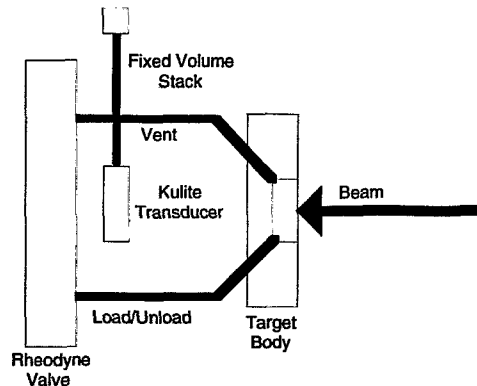 Fixed Volume
Stack
Vent
Kulite
Transducer
Beam
Load/Unload
Target
Body
Rheodyne
Valve